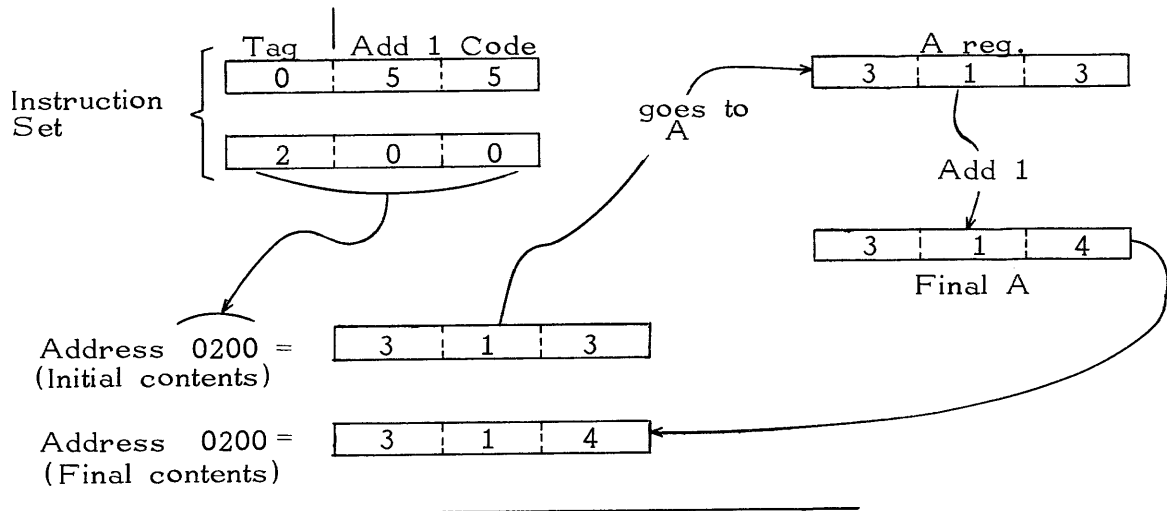 Tag Add 1 Code
0 5 5
Instruction
Set
2 0 0
goes to
A
A reg.
3 1 3
Add 1
3 1 4
Final A
Address 0200 = 3 1 3
(Initial contents)
Address 0200 = 3 1 4
(Final contents)